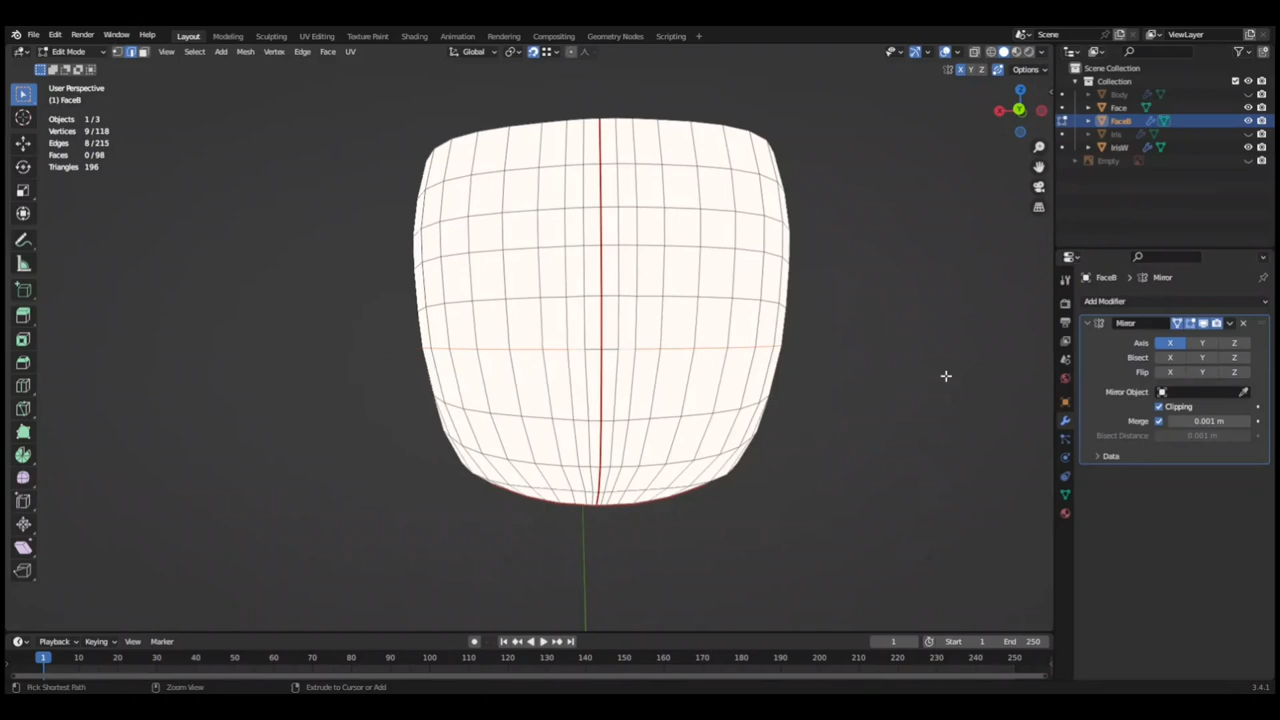 File Edit Render Window Help Layout Modeling Sculpting UV Editing Texture Paint Shading Animation Rendering Compositing Geometry Nodes Scripting + Scene ViewLayer
Edit Mode View Select Add Mesh Vertex Edge Face UV Global
X Y Z Options
User Perspective
(1) FaceB
Objects 1/3
Vertices 9/118
Edges 8/215
Faces 0/98
Triangles 196
Z
Y
X
Scene Collection
Collection
Body
Face
FaceB
Iris
IrisW
Empty
FaceB > Mirror
Add Modifier
Mirror
Axis X Y Z
Bisect X Y Z
Flip X Y Z
Mirror Object
Clipping
Merge 0.001 m
Bisect Distance 0.001 m
Data
Playback Keying View Marker 1 Start 1 End 250
1 10 20 30 40 50 60 70 80 90 100 110 120 130 140 150 160 170 180 190 200 210 220 230 240 250
Pick Shortest Path Zoom View Extrude to Cursor or Add 3.4.1